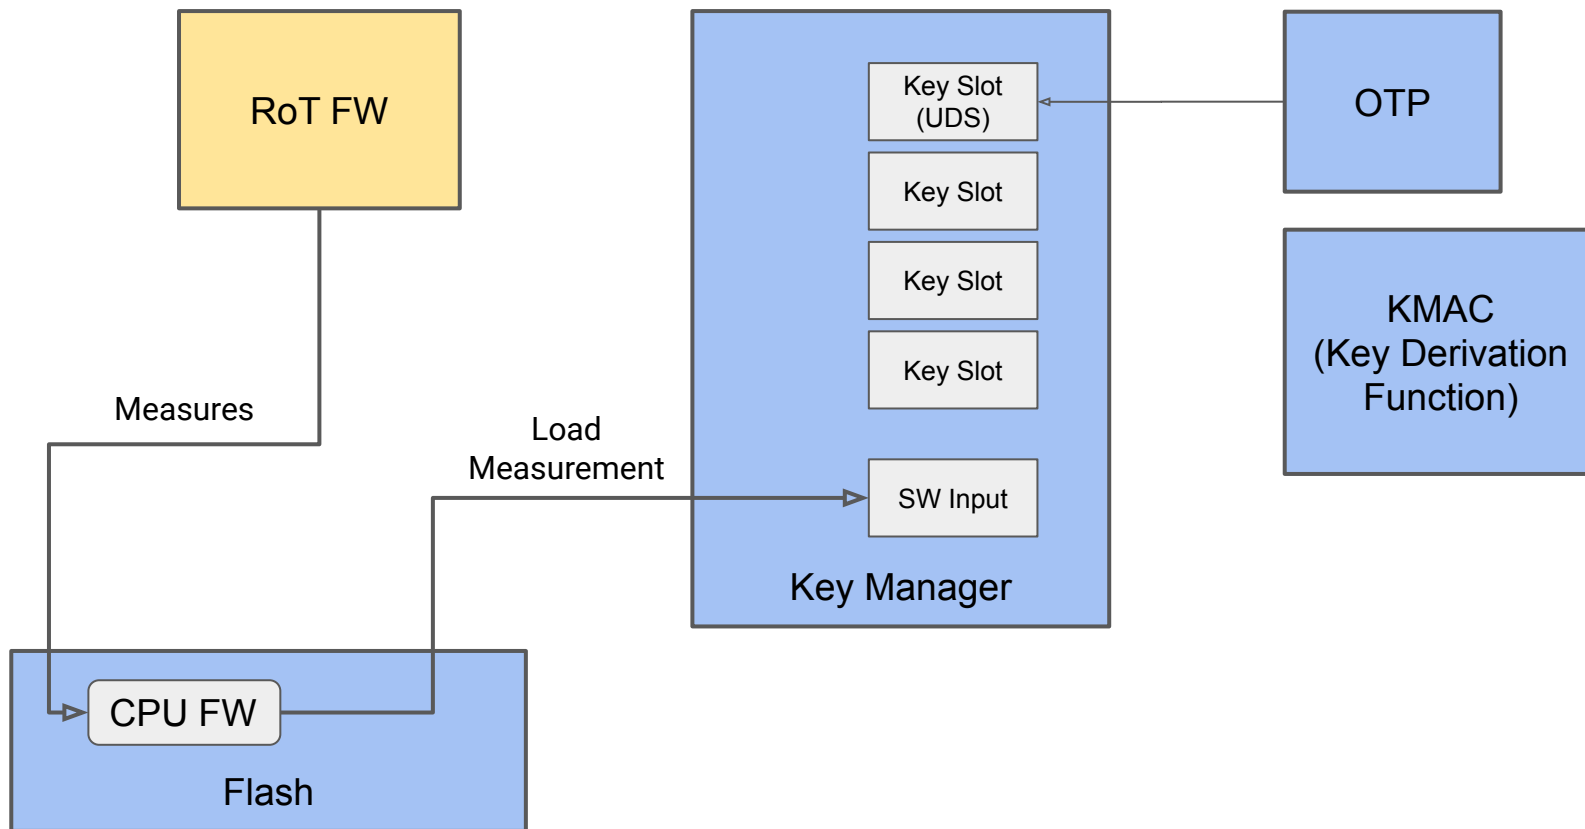 RoT FW
Key Slot
(UDS)
Key Slot
Key Slot
Key Slot
SW Input
Key Manager
OTP
KMAC
(Key Derivation
Function)
Measures
Load
Measurement
CPU FW
Flash